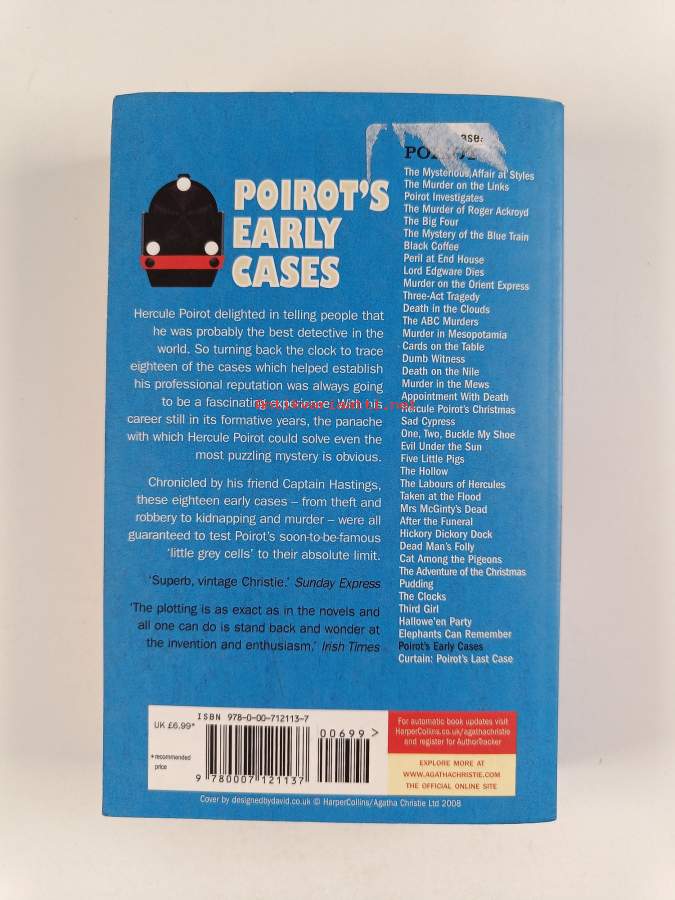 POIROT'S
EARLY
CASES
Hercule Poirot delighted in telling people that
he was probably the best detective in the
world. So turning back the clock to trace
eighteen of the cases which helped establish
his professional reputation was always going
to be a fascinating experience. With his
career still in its formative years, the panache
with which Hercule Poirot could solve even the
most puzzling mystery is obvious.
Chronicled by his friend Captain Hastings,
these eighteen early cases – from theft and
robbery to kidnapping and murder – were all
guaranteed to test Poirot's soon-to-be-famous
'little grey cells' to their absolute limit.
'Superb, vintage Christie.' Sunday Express
'The plotting is as exact as in the novels and
all one can do is stand back and wonder at
the invention and enthusiasm.' Irish Times
The Mysterious Affair at Styles
The Murder on the Links
Poirot Investigates
The Murder of Roger Ackroyd
The Big Four
The Mystery of the Blue Train
Black Coffee
Peril at End House
Lord Edgware Dies
Murder on the Orient Express
Three-Act Tragedy
Death in the Clouds
The ABC Murders
Murder in Mesopotamia
Cards on the Table
Dumb Witness
Death on the Nile
Murder in the Mews
Appointment With Death
Hercule Poirot's Christmas
Sad Cypress
One, Two, Buckle My Shoe
Evil Under the Sun
Five Little Pigs
The Hollow
The Labours of Hercules
Taken at the Flood
Mrs McGinty's Dead
After the Funeral
Hickory Dickory Dock
Dead Man's Folly
Cat Among the Pigeons
The Adventure of the Christmas
Pudding
The Clocks
Third Girl
Hallowe'en Party
Elephants Can Remember
Poirot's Early Cases
Curtain: Poirot's Last Case
UK £6.99*
*recommended
price
ISBN 978-0-00-712113-7
00699 >
9 780007 121137
For automatic book updates visit
HarperCollins.co.uk/agathachristie
and register for AuthorTracker
EXPLORE MORE AT
WWW.AGATHACHRISTIE.COM
THE OFFICIAL ONLINE SITE
Cover by designedbydavid.co.uk © HarperCollins/Agatha Christie Ltd 2008